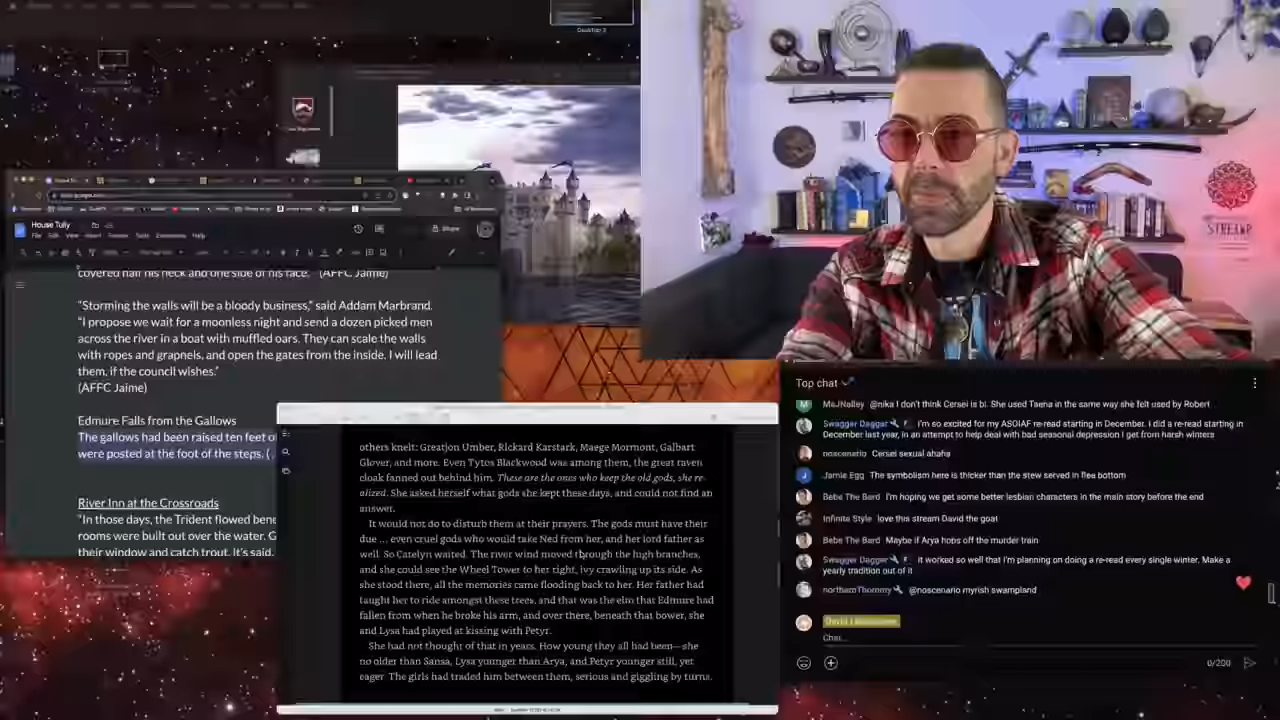 Desktop 2
House Tully
File Edit View Insert Format Tools Extensions Help
Share
covered half his neck and one side of his face." (AFFC Jaime)
"Storming the walls will be a bloody business," said Addam Marbrand.
"I propose we wait for a moonless night and send a dozen picked men
across the river in a boat with muffled oars. They can scale the walls
with ropes and grapnels, and open the gates from the inside. I will lead
them, if the council wishes."
(AFFC Jaime)
Edmure Falls from the Gallows
The gallows had been raised ten feet o
were posted at the foot of the steps. (
River Inn at the Crossroads
"In those days, the Trident flowed bene
rooms were built out over the water.
their window and catch trout. It's said,
others knelt: Greatjon Umber, Rickard Karstark, Maege Mormont, Galbart
Glover, and more. Even Tytos Blackwood was among them, the great raven
cloak fanned out behind him. These are the ones who keep the old gods, she re-
alized. She asked herself what gods she kept these days, and could not find an
answer.
It would not do to disturb them at their prayers. The gods must have their
due ... even cruel gods who would take Ned from her, and her lord father as
well. So Catelyn waited. The river wind moved through the high branches,
and she could see the Wheel Tower to her right, ivy crawling up its side. As
she stood there, all the memories came flooding back to her. Her father had
taught her to ride amongst these trees, and that was the elm that Edmure had
fallen from when he broke his arm, and over there, beneath that bower, she
and Lysa had played at kissing with Petyr.
She had not thought of that in years. How young they all had been—she
no older than Sansa, Lysa younger than Arya, and Petyr younger still, yet
eager. The girls had traded him between them, serious and giggling by turns.
STREAMR
Top chat
MaJNalley @nika I don't think Cersei is bi. She used Taena in the same way she felt used by Robert
Swagger Dagger I'm so excited for my ASOIAF re-read starting in December. I did a re-read starting in
December last year, in an attempt to help deal with bad seasonal depression I get from harsh winters
noscenario Cersei sexual ahaha
Jamie Egg The symbolism here is thicker than the stew served in flea bottom
Bebe The Bard I'm hoping we get some better lesbian characters in the main story before the end
Infinite Style love this stream David the goat
Bebe The Bard Maybe if Arya hops off the murder train
Swagger Dagger it worked so well that I'm planning on doing a re-read every single winter. Make a
yearly tradition out of it
northernThommy @noscenario myrish swampland
Chat...
0/200